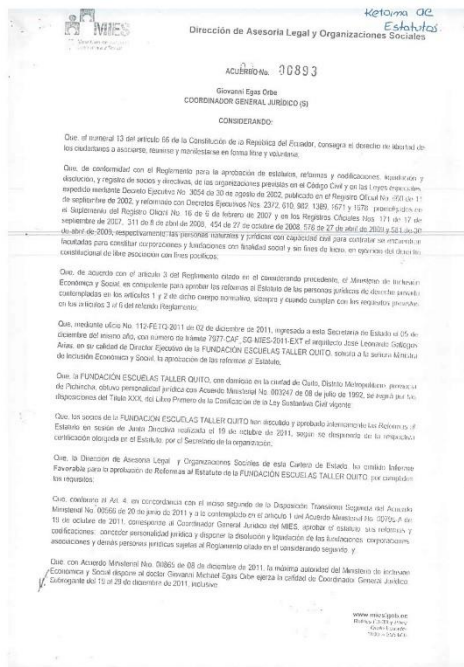 Reforma de
Estatutos
MIES
Dirección de Asesoría Legal y Organizaciones Sociales
ACUERDO No. 00893
Giovanni Egas Orbe
COORDINADOR GENERAL JURÍDICO (S)
CONSIDERANDO:
Que, el numeral 13 del artículo 66 de la Constitución de la República del Ecuador, consagra el derecho de libertad de
los ciudadanos a asociarse, reunirse y manifestarse en forma libre y voluntaria;
Que, de conformidad con el Reglamento para la aprobación de estatutos, reformas y codificaciones, liquidación y
disolución, y registro de socios y directivas, de las organizaciones previstas en el Código Civil y en las Leyes especiales,
expedido mediante Decreto Ejecutivo No. 3054 de 30 de agosto de 2002, publicado en el Registro Oficial No. 660 de 11
de septiembre de 2002, y reformado con Decretos Ejecutivos Nos. 2372, 610, 982, 1389, 1671 y 1678 promulgados en
el Suplemento del Registro Oficial No. 16 de 6 de febrero de 2007 y en los Registros Oficiales Nos. 171 de 17 de
septiembre de 2007, 311 de 8 de abril de 2008, 454 de 27 de octubre de 2008, 578 de 27 de abril de 2009 y 581 de 30
de abril de 2009, respectivamente, las personas naturales y jurídicas con capacidad civil para contratar se encuentran
facultadas para constituir corporaciones y fundaciones con finalidad social y sin fines de lucro, en ejercicio del derecho
constitucional de libre asociación con fines pacíficos;
Que, de acuerdo con el artículo 3 del Reglamento citado en el considerando precedente, el Ministerio de Inclusión
Económica y Social, es competente para aprobar las reformas al Estatuto de las personas jurídicas de derecho privado
contempladas en los artículos 1 y 2 de dicho cuerpo normativo, siempre y cuando cumplan con los requisitos previstos
en los artículos 3 al 6 del referido Reglamento;
Que, mediante oficio No. 112-FETQ-2011 de 02 de diciembre de 2011, ingresado a esta Secretaría de Estado el 05 de
diciembre del mismo año, con número de trámite 7977-CAF_SG-MIES-2011-EXT el arquitecto José Leonardo Gallegos
Arias, en su calidad de Director Ejecutivo de la FUNDACIÓN ESCUELAS TALLER QUITO, solicita a la señora Ministra
de Inclusión Económica y Social, la aprobación de las reformas al Estatuto;
Que, la FUNDACIÓN ESCUELAS TALLER QUITO, con domicilio en la ciudad de Quito, Distrito Metropolitano, provincia
de Pichincha, obtuvo personalidad jurídica con Acuerdo Ministerial No. 003247 de 08 de julio de 1992, se regirá por las
disposiciones del Título XXX, del Libro Primero de la Codificación de la Ley Sustantiva Civil vigente;
Que, los socios de la FUNDACIÓN ESCUELAS TALLER QUITO han discutido y aprobado internamente las Reformas al
Estatuto en sesión de Junta Directiva realizada el 19 de octubre de 2011, según se desprende de la respectiva
certificación otorgada en el Estatuto, por el Secretario de la organización;
Que, la Dirección de Asesoría Legal y Organizaciones Sociales de esta Cartera de Estado, ha emitido Informe
Favorable para la aprobación de Reformas al Estatuto de la FUNDACIÓN ESCUELAS TALLER QUITO, por cumplidos
los requisitos;
Que, conforme al Art. 4, en concordancia con el inciso segundo de la Disposición Transitoria Segunda del Acuerdo
Ministerial No. 00566 de 20 de junio de 2011 y a la contemplada en el artículo 1 del Acuerdo Ministerial No. 00795-A de
19 de octubre de 2011, corresponde al Coordinador General Jurídico del MIES, aprobar el estatuto, sus reformas y
codificaciones; conceder personalidad jurídica y disponer la disolución y liquidación de las fundaciones, corporaciones,
asociaciones y demás personas jurídicas sujetas al Reglamento citado en el considerando segundo, y
Que, con Acuerdo Ministerial Nro. 00865 de 08 de diciembre de 2011, la máxima autoridad del Ministerio de Inclusión
Económica y Social dispone al doctor Giovanni Michael Egas Orbe ejerza la calidad de Coordinador General Jurídico
Subrogante del 15 al 29 de diciembre de 2011, inclusive.
www.mies.gob.ec